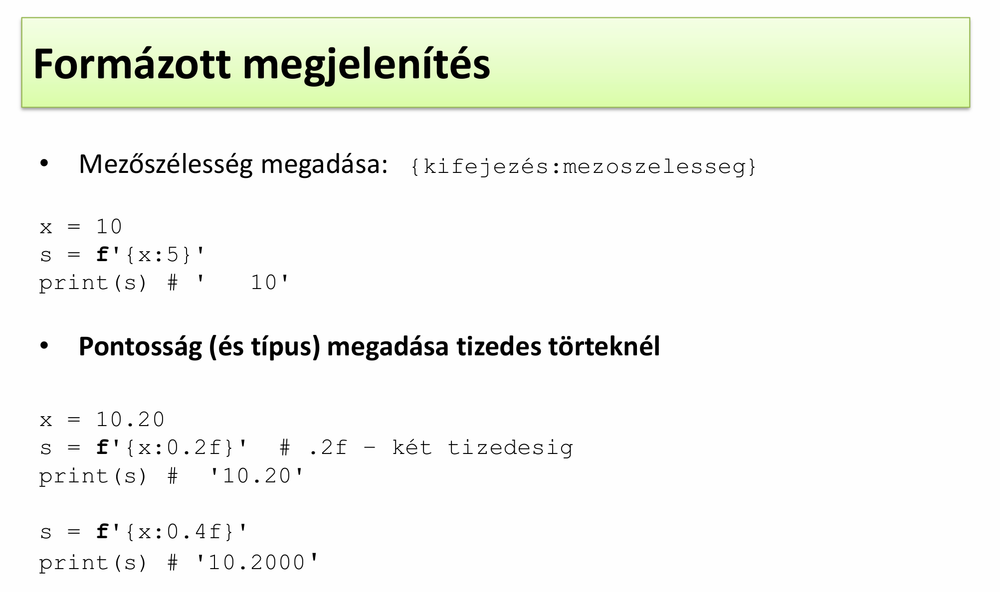 Formázott megjelenítés
• Mezőszélesség megadása: {kifejezés:mezoszelesseg}
x = 10
s = f'{x:5}'
print(s) # '   10'
• Pontosság (és típus) megadása tizedes törteknél
x = 10.20
s = f'{x:0.2f}'  # .2f – két tizedesig
print(s) #  '10.20'
s = f'{x:0.4f}'
print(s) # '10.2000'